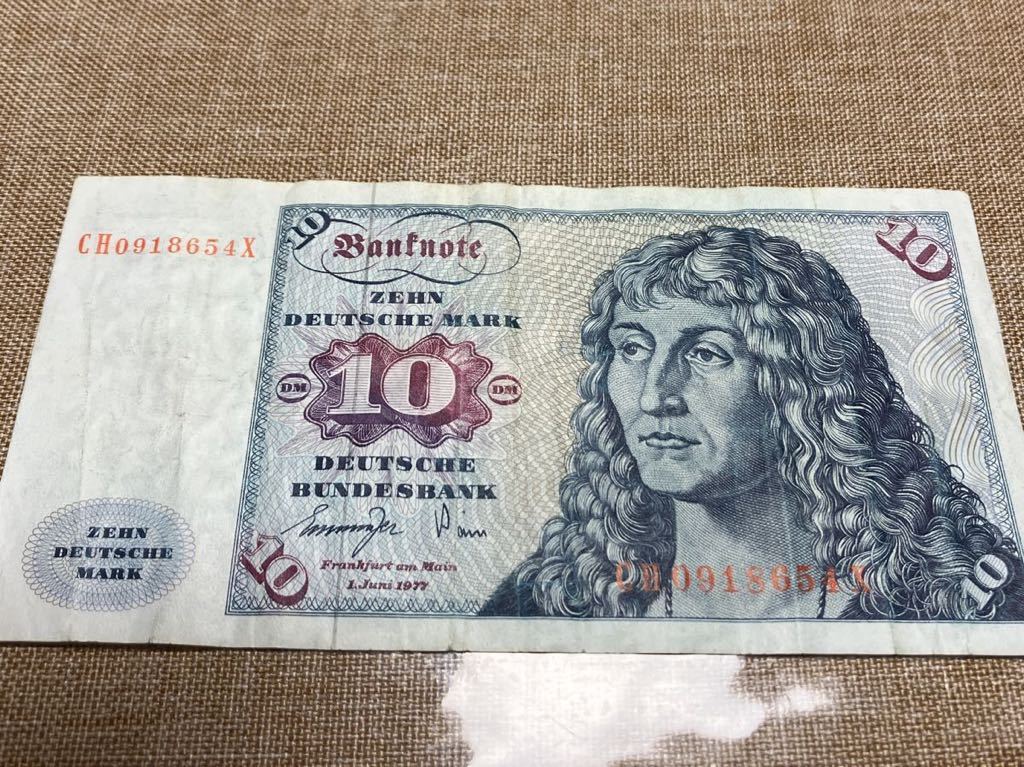 CH0918654X
10
Banknote
10
ZEHN
DEUTSCHE MARK
DM
10
DM
DEUTSCHE
BUNDESBANK
10
Frankfurt am Main
1. Juni 1977
ZEHN
DEUTSCHE
MARK
CH0918654X
10